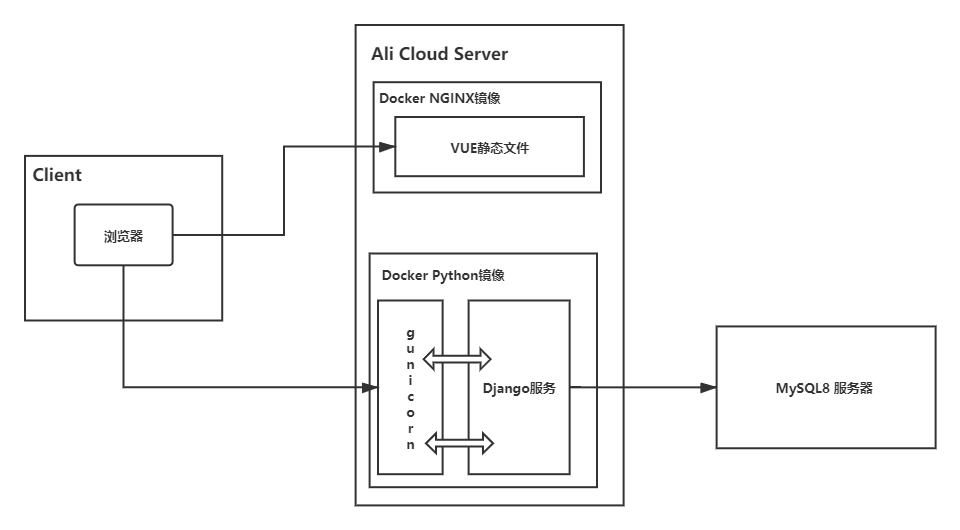 Ali Cloud Server
Docker NGINX镜像
VUE静态文件
Client
浏览器
Docker Python镜像
gunicorn
Django服务
MySQL8 服务器